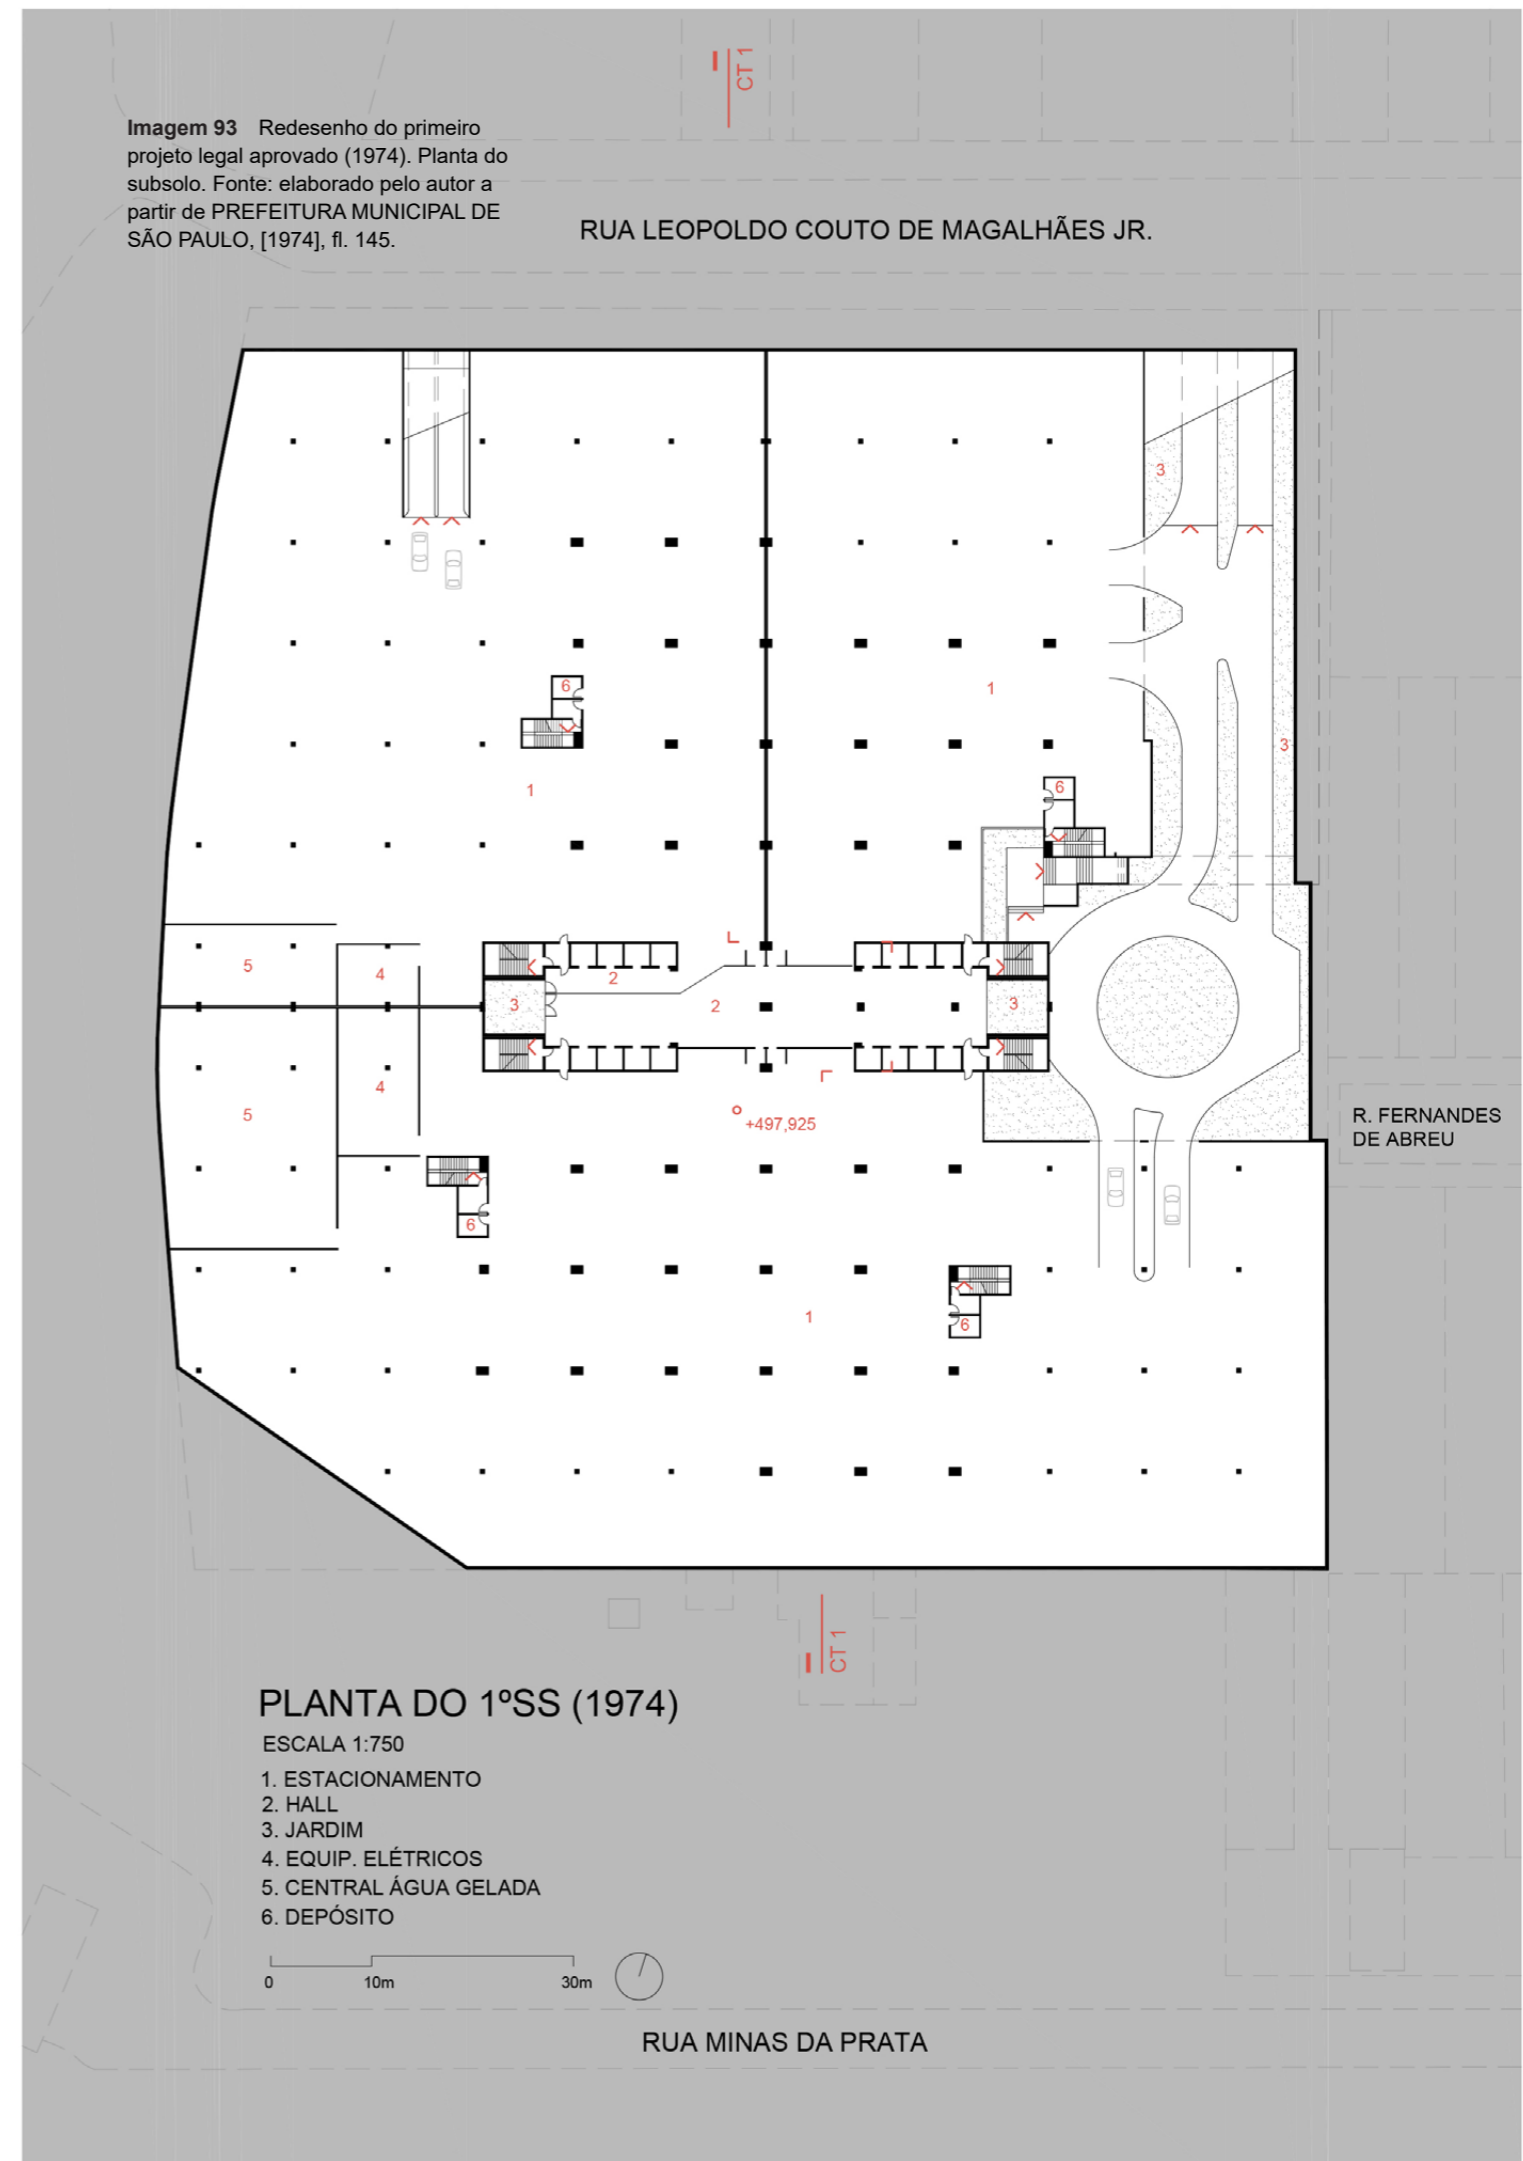 CT 1
Imagem 93 Redesenho do primeiro
projeto legal aprovado (1974). Planta do
subsolo. Fonte: elaborado pelo autor a
partir de PREFEITURA MUNICIPAL DE
SÃO PAULO, [1974], fl. 145.
RUA LEOPOLDO COUTO DE MAGALHÃES JR.
3
6
1
3
1
6
5
4
2
3
2
3
4
5
+497,925
R. FERNANDES
DE ABREU
6
1
6
CT 1
PLANTA DO 1ºSS (1974)
ESCALA 1:750
1. ESTACIONAMENTO
2. HALL
3. JARDIM
4. EQUIP. ELÉTRICOS
5. CENTRAL ÁGUA GELADA
6. DEPÓSITO
0 10m 30m
RUA MINAS DA PRATA